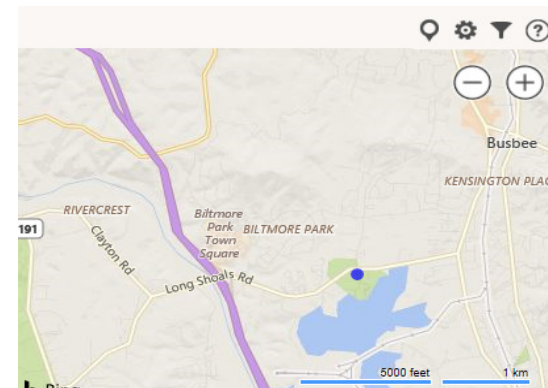 Busbee
KENSINGTON PLAC
RIVERCREST
191
Clayton Rd
Biltmore
Park
Town
Square
BILTMORE PARK
Long Shoals Rd
5000 feet
1 km